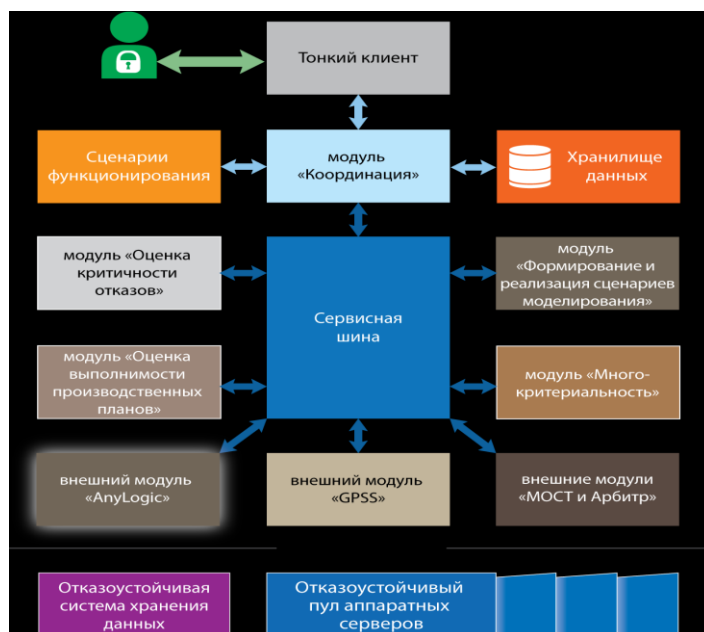 Тонкий клиент
Сценарии
функционирования
модуль
«Координация»
Хранилище
данных
модуль «Оценка
критичности
отказов»
Сервисная
шина
модуль
«Формирование и
реализация сценариев
моделирования»
модуль «Оценка
выполнимости
производственных
планов»
модуль «Много-
критериальность»
внешний модуль
«AnyLogic»
внешний модуль
«GPSS»
внешние модули
«МОСТ и Арбитр»
Отказоустойчивая
система хранения
данных
Отказоустойчивый
пул аппаратных
серверов